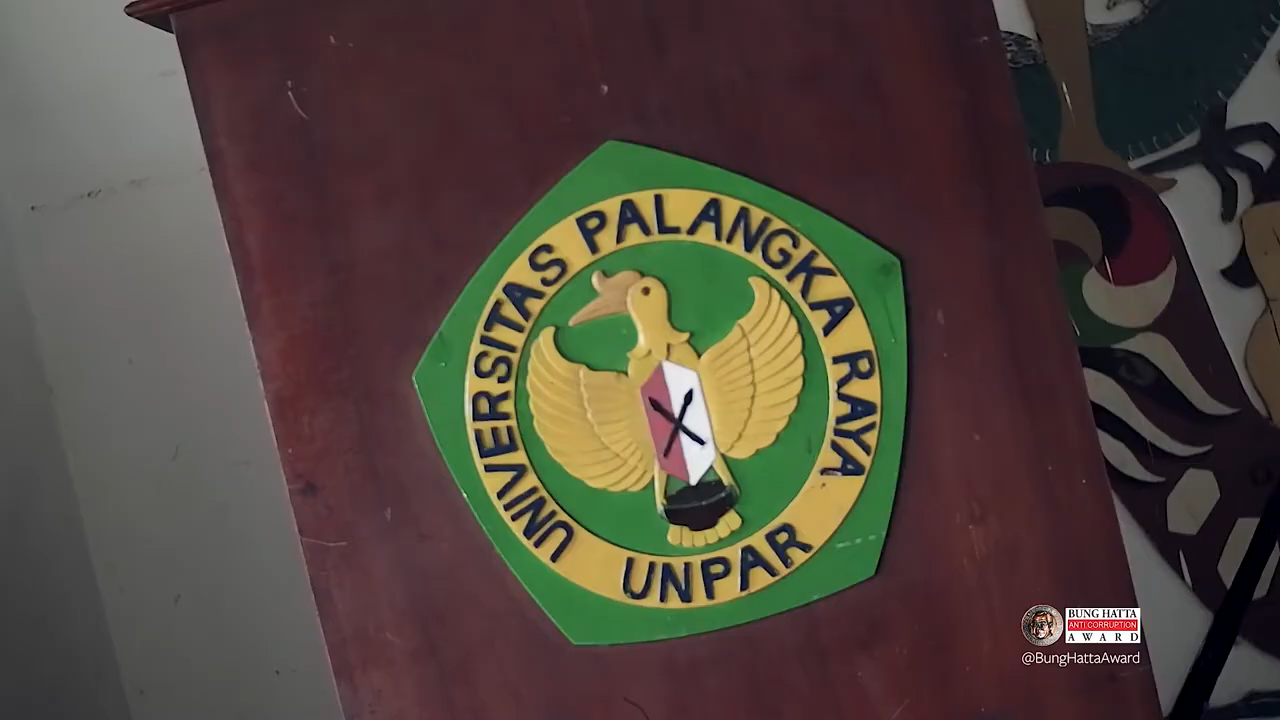 UNIVERSITAS PALANGKA RAYA
UNPAR
BUNG HATTA
ANTI CORRUPTION
AWARD
@BungHattaAward